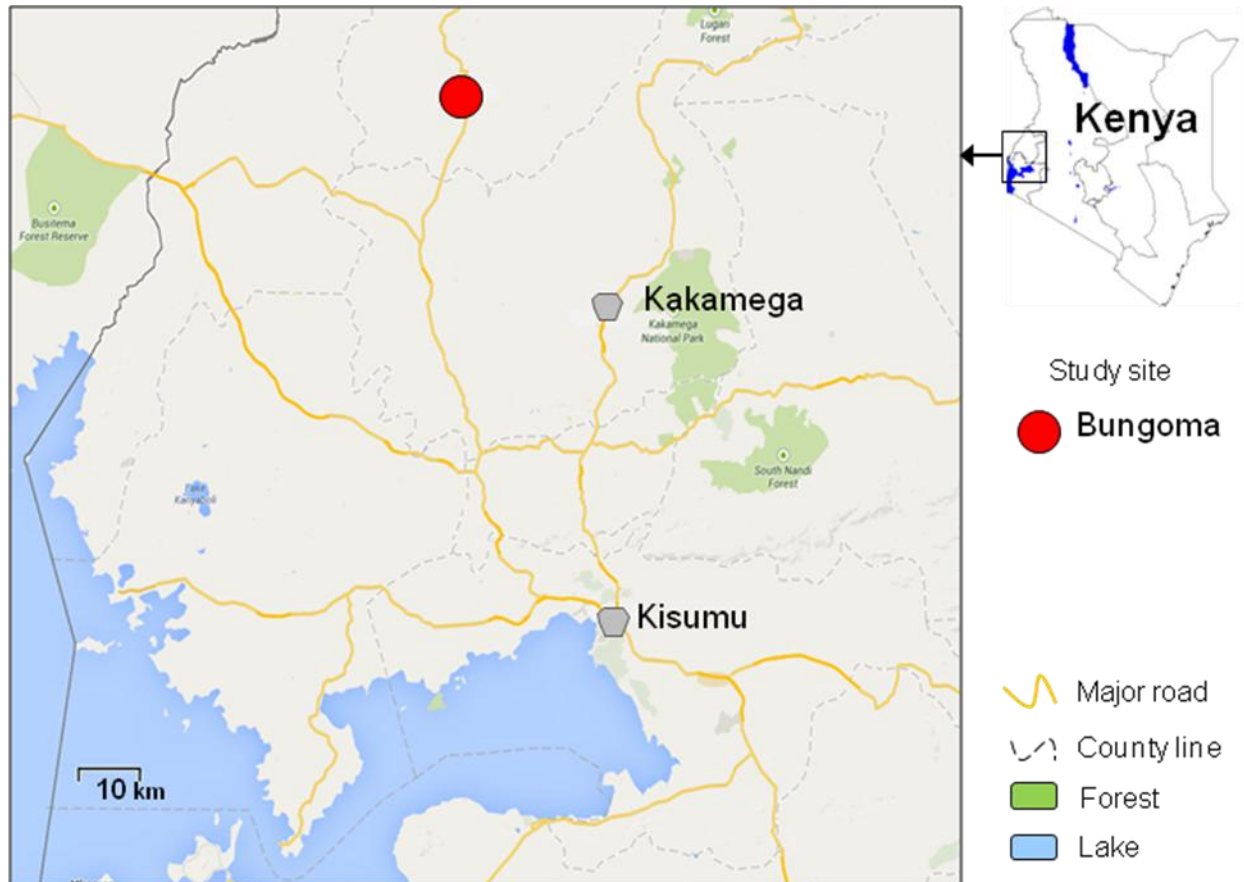 Lugari
Forest
Kenya
Busitema
Forest Reserve
Kakamega
Kakamega
National Park
Study site
Bungoma
South Nandi
Forest
Lake
Kanyaboli
Kisumu
Major road
County line
10 km
Forest
Lake